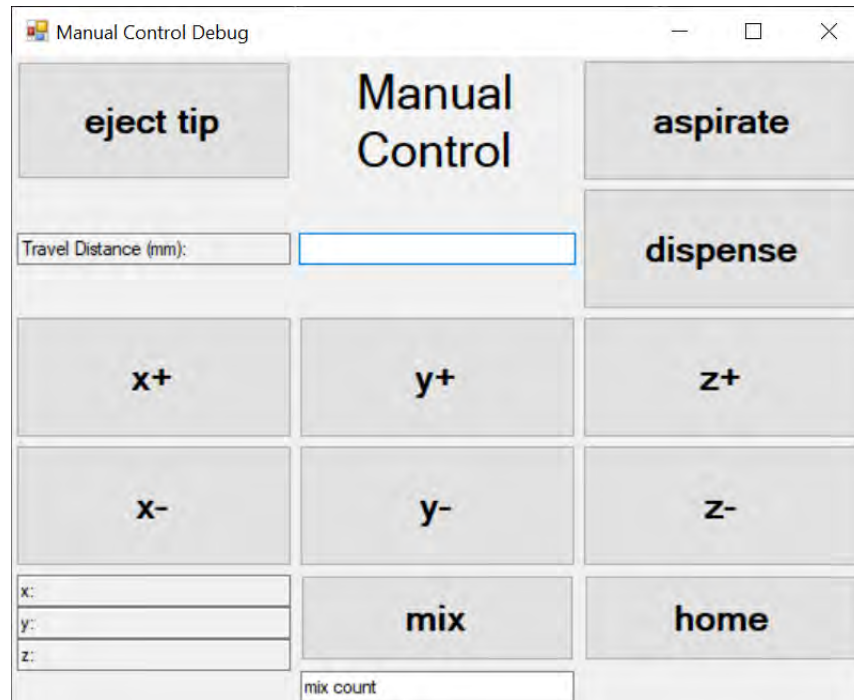 Manual Control Debug
eject tip
Manual
Control
aspirate
Travel Distance (mm):
dispense
x+
y+
z+
x-
y-
z-
x:
y:
z:
mix
home
mix count